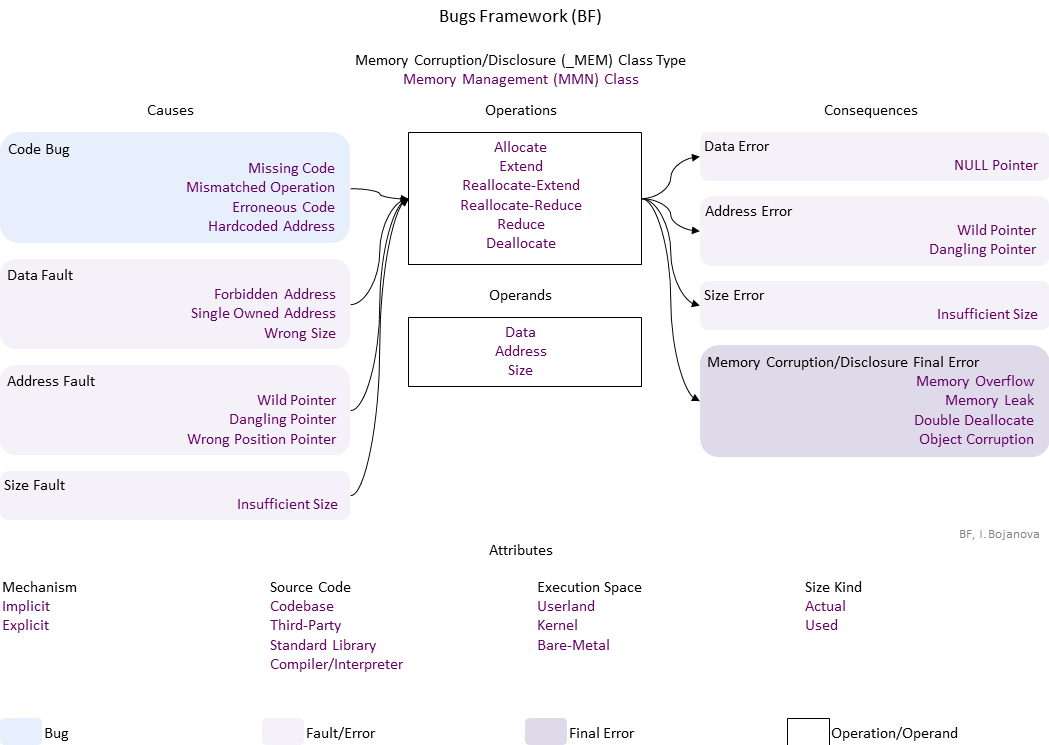 Bugs Framework (BF)
Memory Corruption/Disclosure (_MEM) Class Type
Memory Management (MMN) Class
Causes
Code Bug
Missing Code
Mismatched Operation
Erroneous Code
Hardcoded Address
Data Fault
Forbidden Address
Single Owned Address
Wrong Size
Address Fault
Wild Pointer
Dangling Pointer
Wrong Position Pointer
Size Fault
Insufficient Size
Operations
Allocate
Extend
Reallocate-Extend
Reallocate-Reduce
Reduce
Deallocate
Operands
Data
Address
Size
Consequences
Data Error
NULL Pointer
Address Error
Wild Pointer
Dangling Pointer
Size Error
Insufficient Size
Memory Corruption/Disclosure Final Error
Memory Overflow
Memory Leak
Double Deallocate
Object Corruption
BF, I. Bojanova
Attributes
Mechanism
Implicit
Explicit
Source Code
Codebase
Third-Party
Standard Library
Compiler/Interpreter
Execution Space
Userland
Kernel
Bare-Metal
Size Kind
Actual
Used
Bug
Fault/Error
Final Error
Operation/Operand